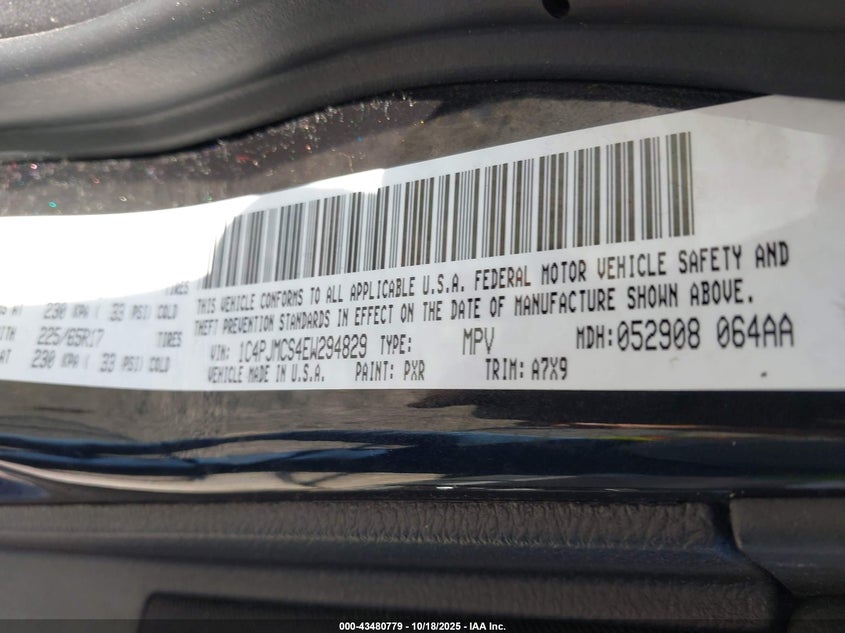 THIS VEHICLE CONFORMS TO ALL APPLICABLE U.S.A. FEDERAL MOTOR VEHICLE SAFETY AND
THEFT PREVENTION STANDARDS IN EFFECT ON THE DATE OF MANUFACTURE SHOWN ABOVE.
230 KPA ( 33 PSI) COLD
225/65R17 TIRES
230 KPA ( 33 PSI) COLD
VIN: 1C4PJMCS4EW294829 TYPE: MPV MDH:052908 064AA
VEHICLE MADE IN U.S.A. PAINT: PXR TRIM: A7X9
000-43480779 - 10/18/2025 - IAA Inc.